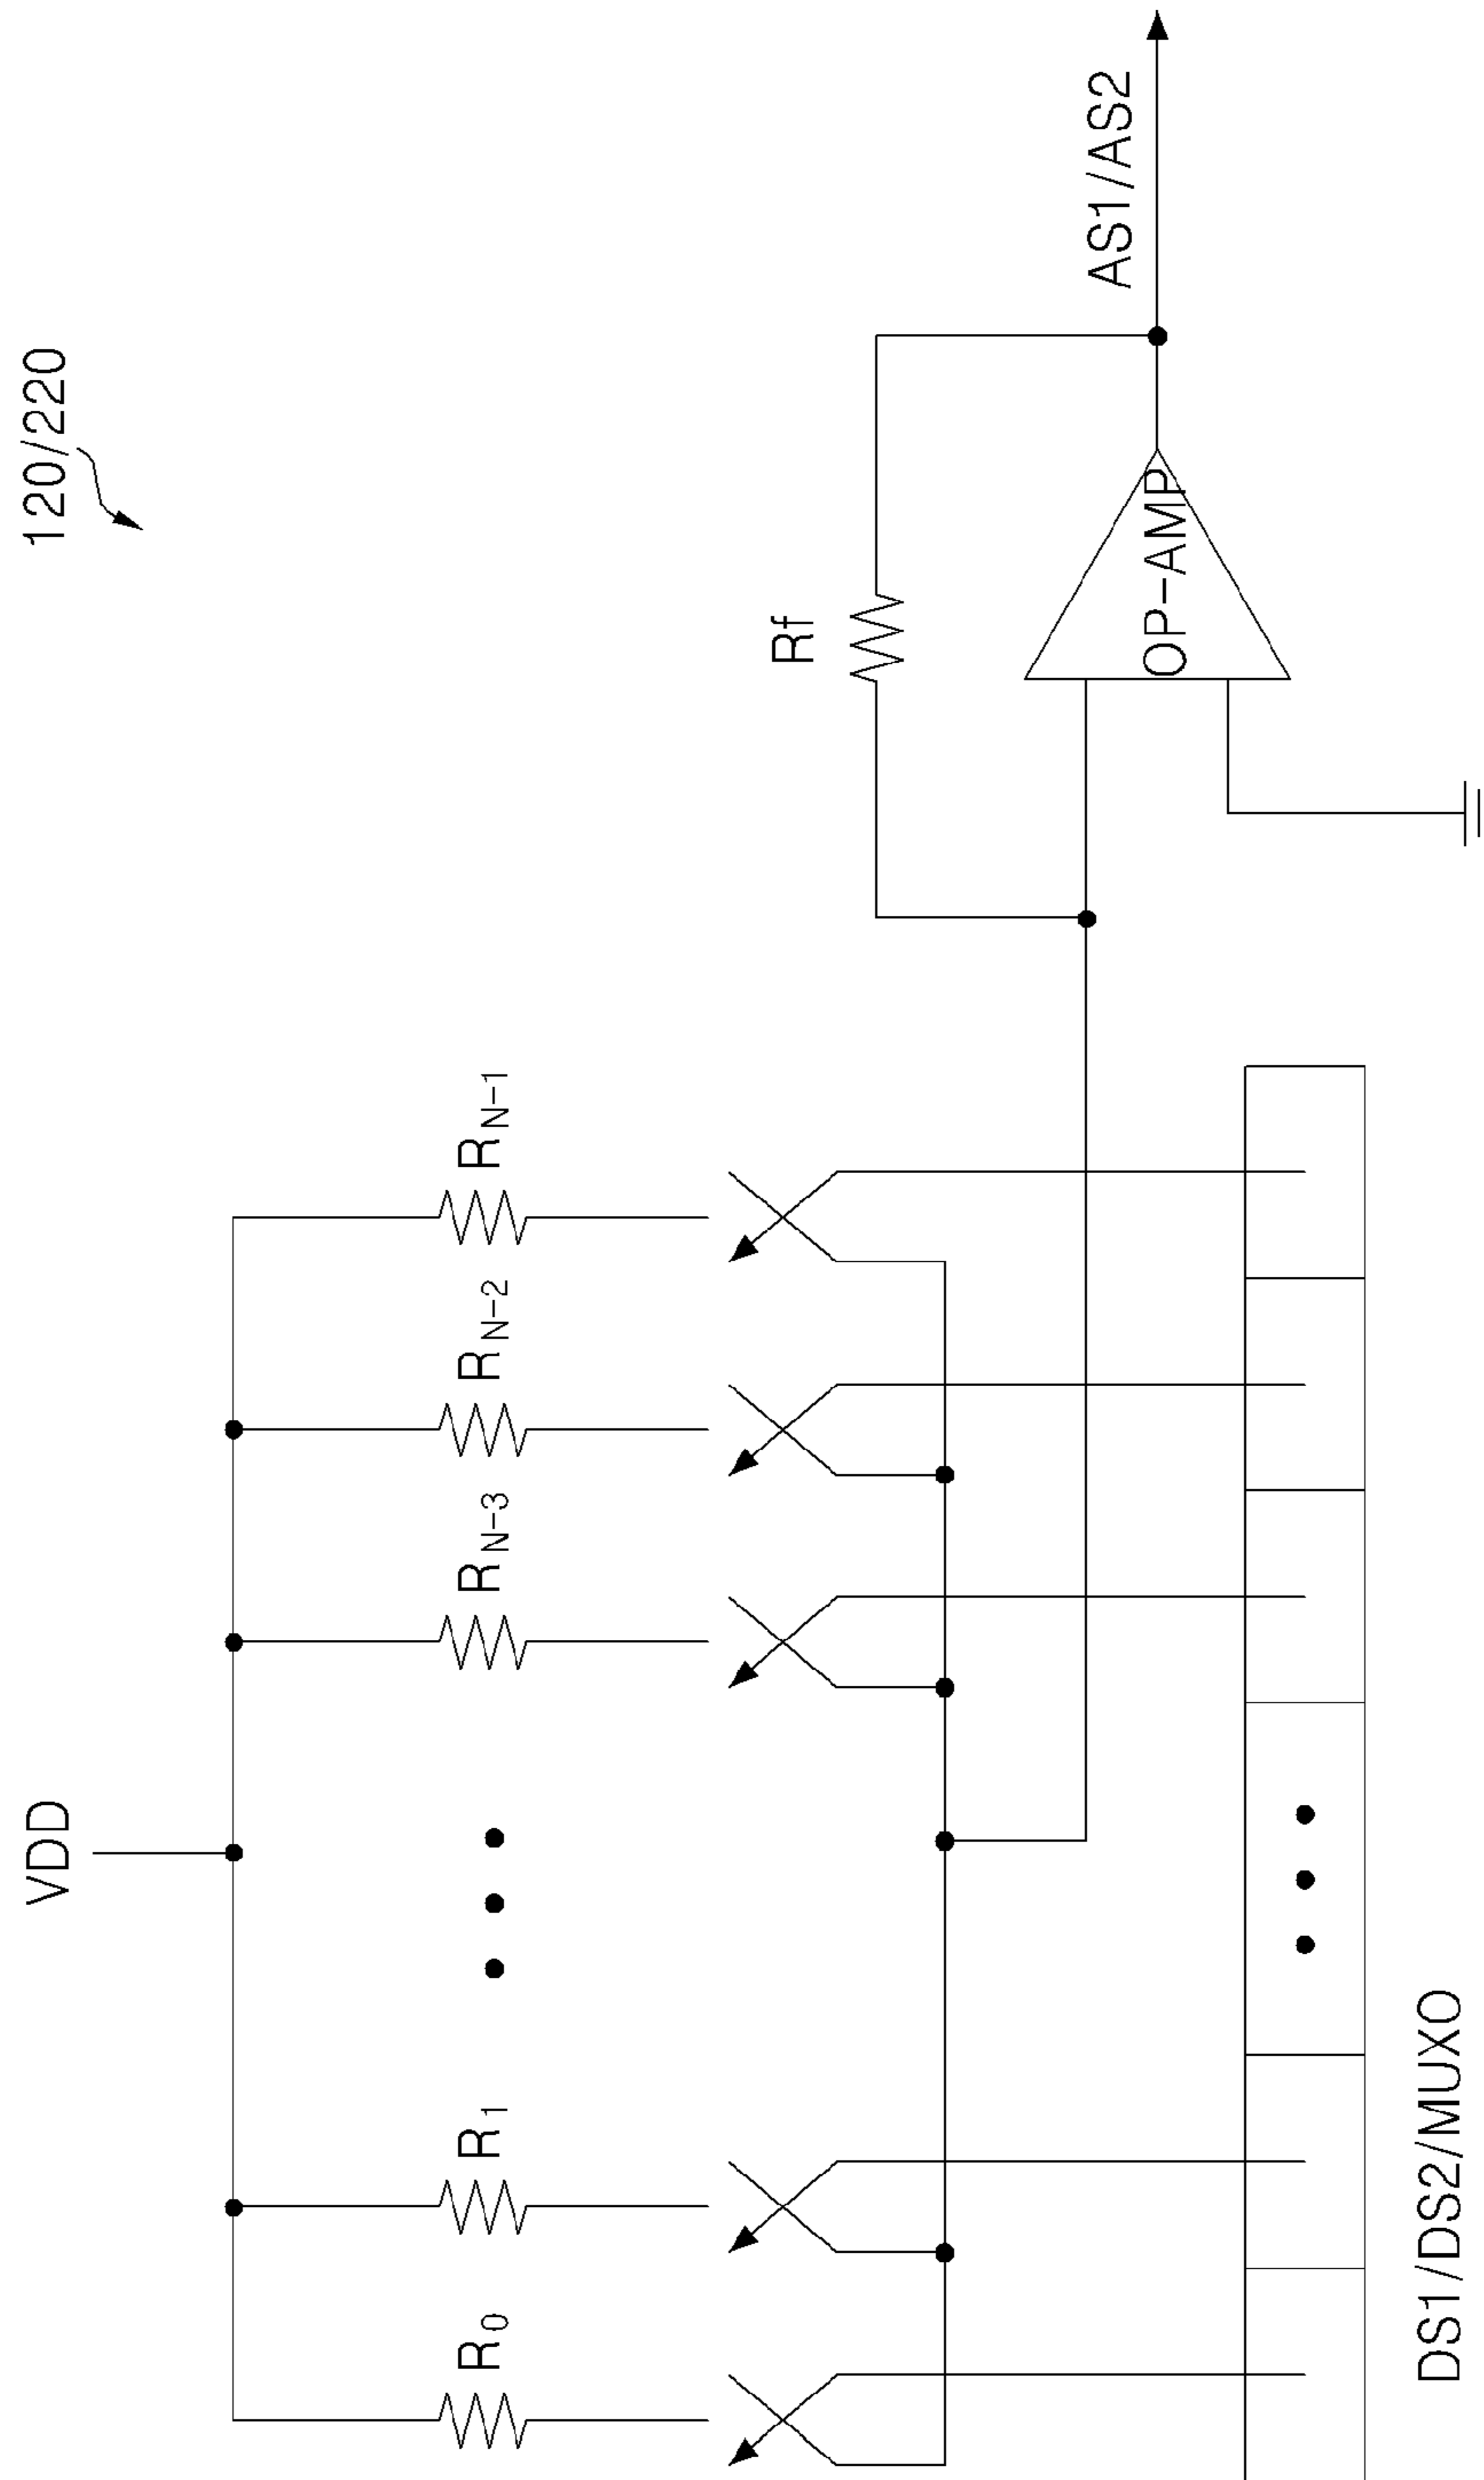 120/220
VDD
R0
R1
RN-3
RN-2
RN-1
Rf
OP-AMP
AS1/AS2
DS1/DS2/MUXO